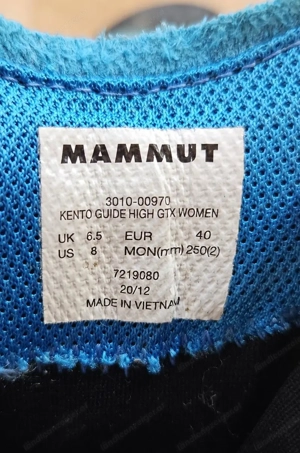 MAMMUT
3010-00970
KENTO GUIDE HIGH GTX WOMEN
UK 6.5 EUR 40
US 8 MON(mm) 250(2)
7219080
20/12
MADE IN VIETNAM